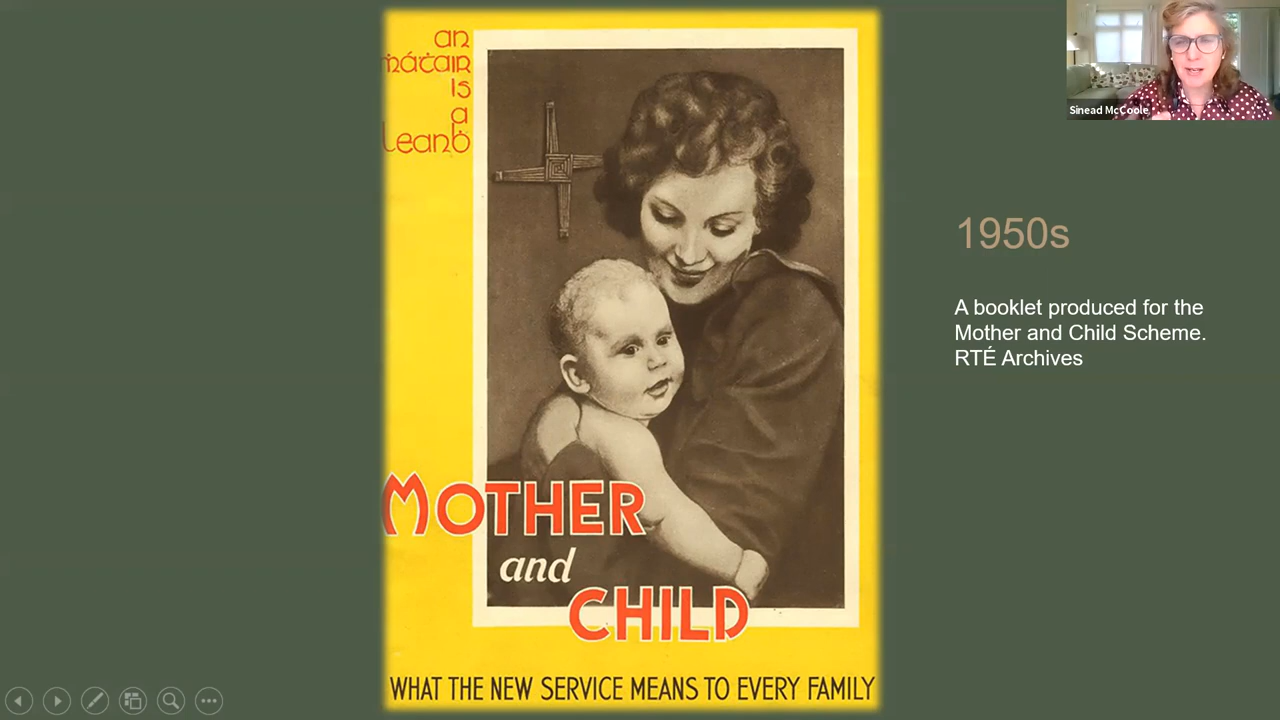 an
ṁáṫair
is
a
leanḃ
MOTHER
and
CHILD
WHAT THE NEW SERVICE MEANS TO EVERY FAMILY
1950s
A booklet produced for the
Mother and Child Scheme.
RTÉ Archives
Sinead McCoole